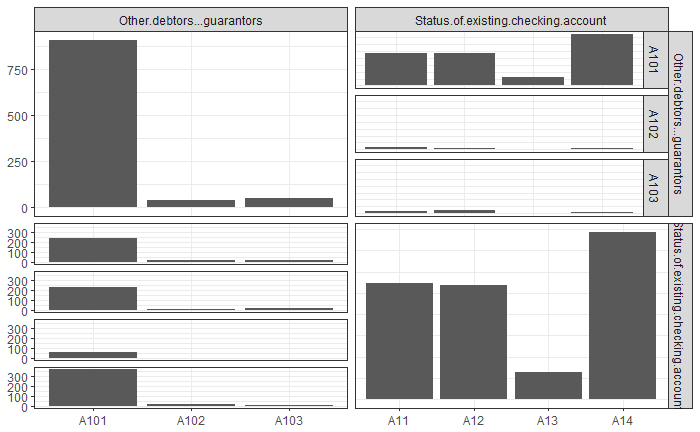 Other.debtors...guarantors
Status.of.existing.checking.account
750
500
250
0
A101
A102
A103
Other.debtors...guarantors
300
200
100
0
300
200
100
0
300
200
100
0
300
200
100
0
Status.of.existing.checking.account
A101
A102
A103
A11
A12
A13
A14